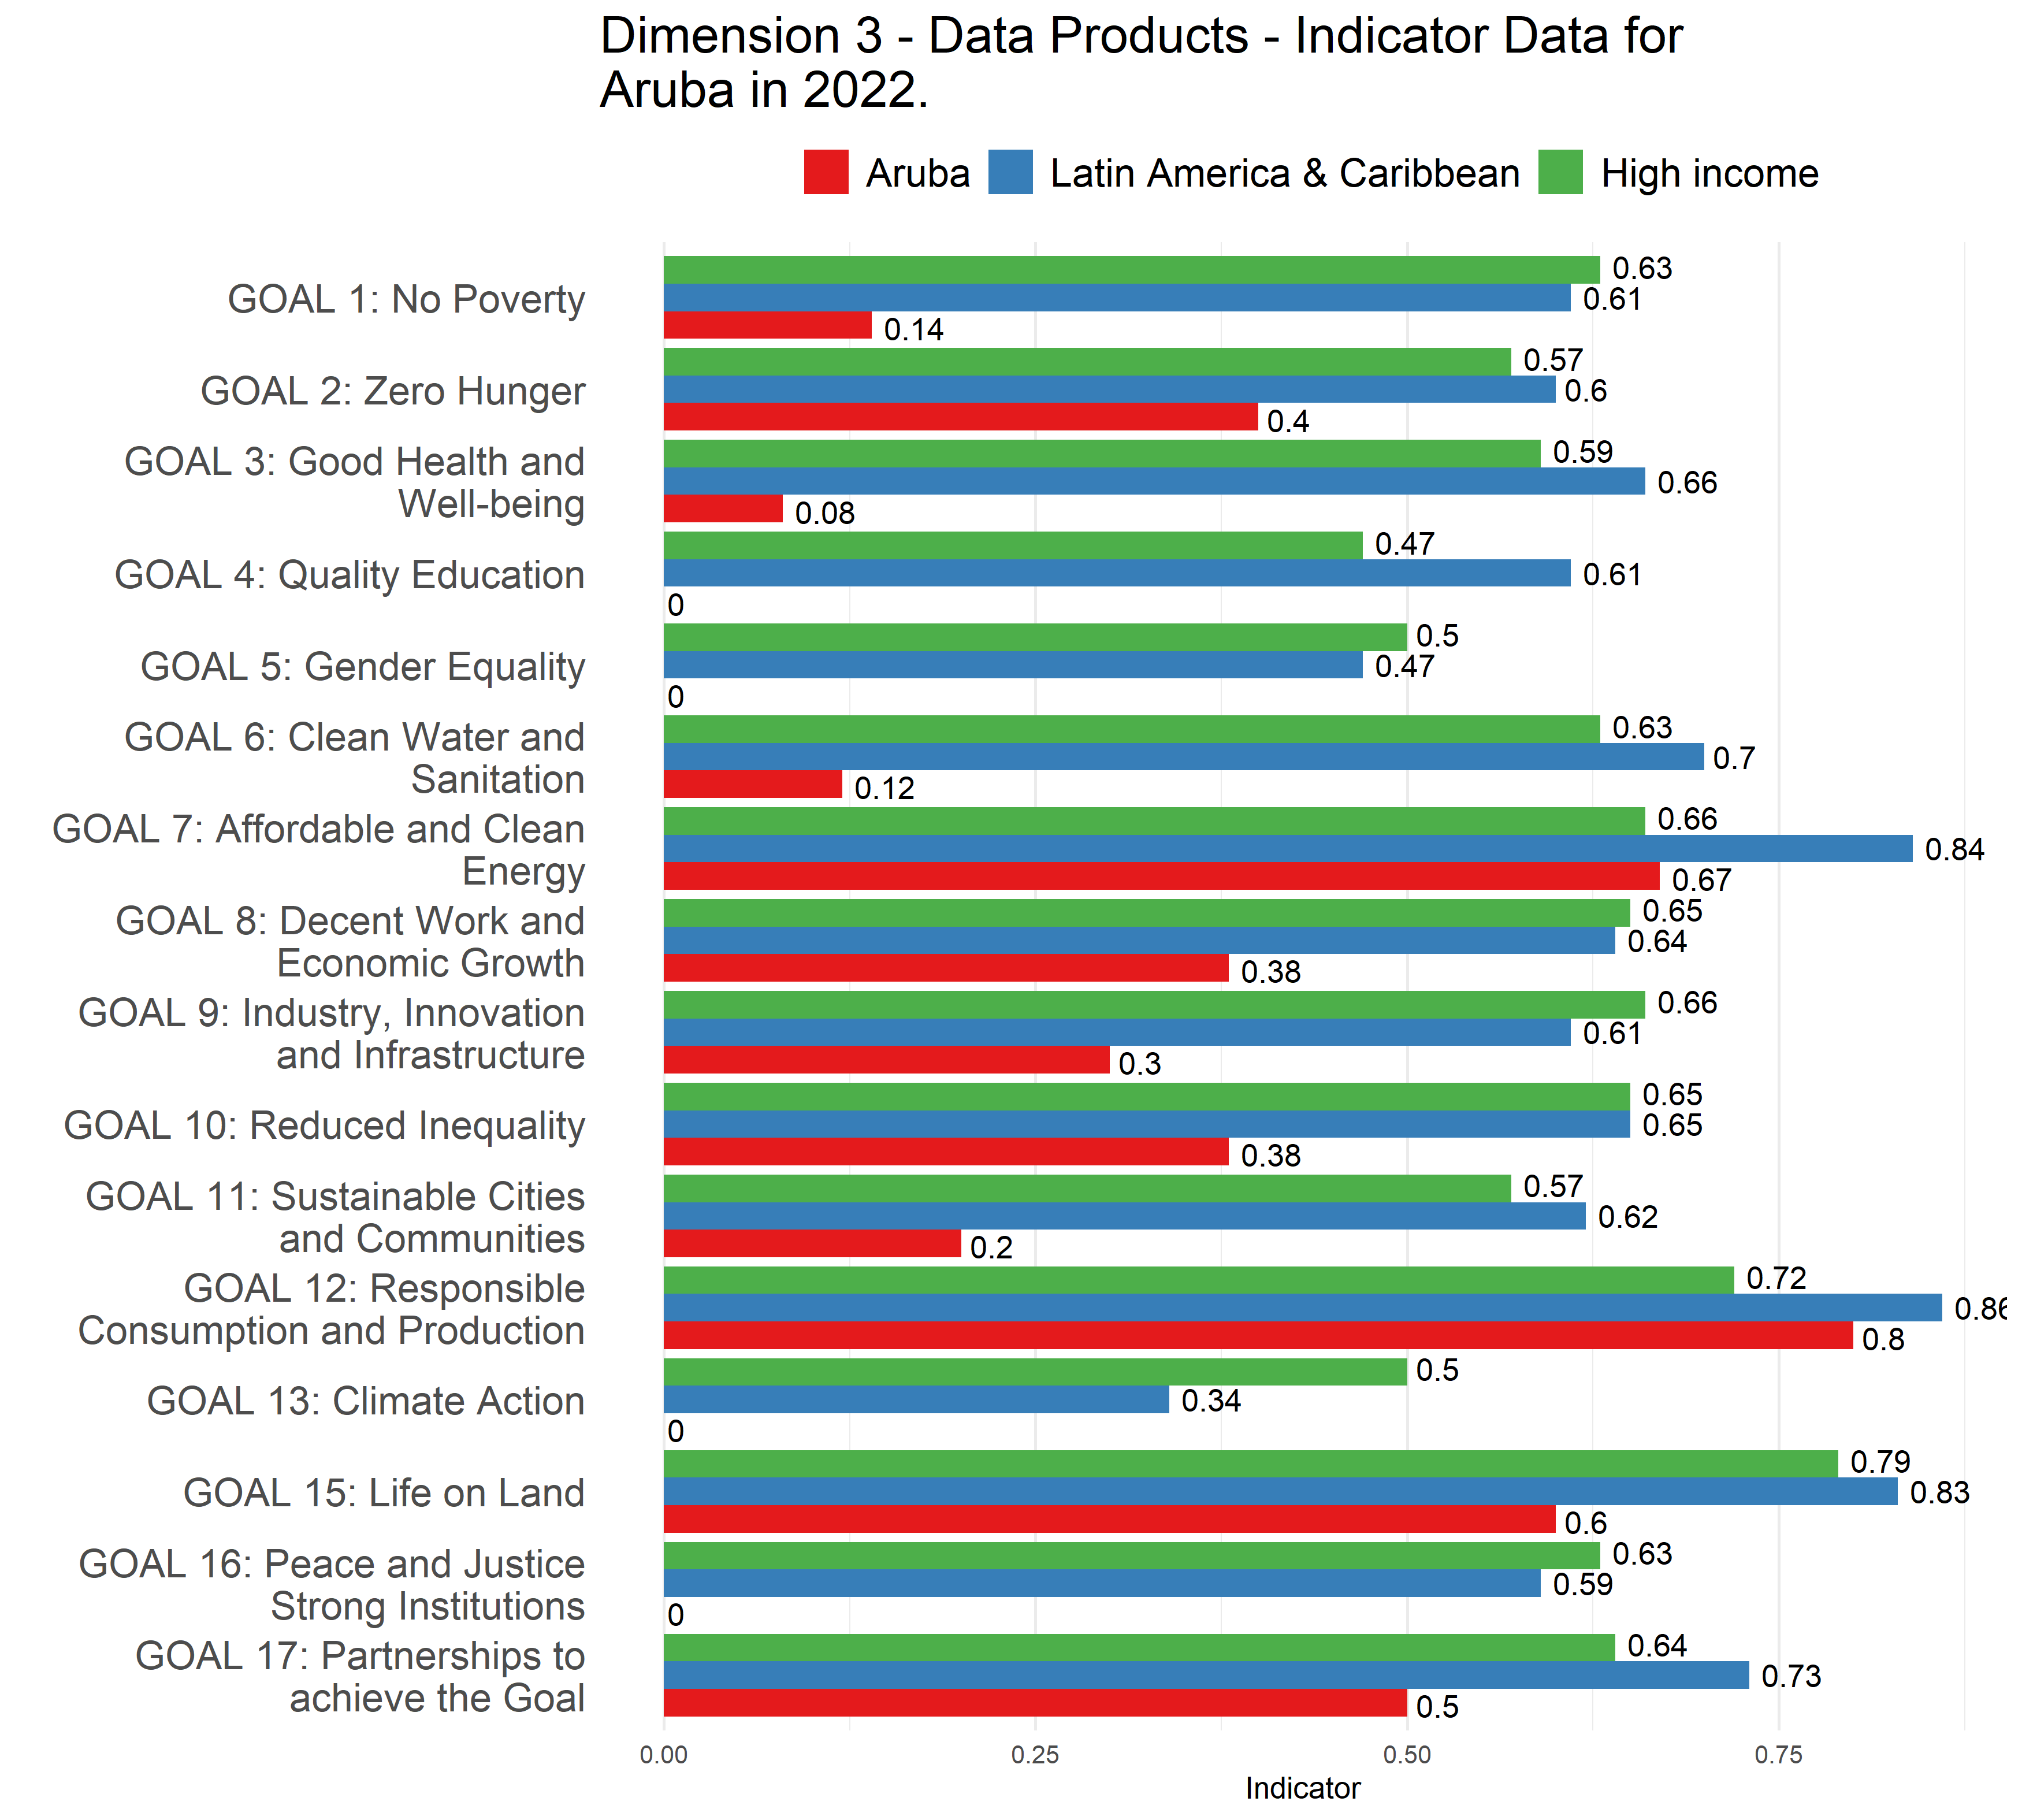 Dimension 3 - Data Products - Indicator Data for
Aruba in 2022.
Aruba Latin America & Caribbean High income
GOAL 1: No Poverty
0.63
0.61
0.14
GOAL 2: Zero Hunger
0.57
0.6
0.4
GOAL 3: Good Health and
Well-being
0.59
0.66
0.08
GOAL 4: Quality Education
0.47
0.61
0
GOAL 5: Gender Equality
0.5
0.47
0
GOAL 6: Clean Water and
Sanitation
0.63
0.7
0.12
GOAL 7: Affordable and Clean
Energy
0.66
0.84
0.67
GOAL 8: Decent Work and
Economic Growth
0.65
0.64
0.38
GOAL 9: Industry, Innovation
and Infrastructure
0.66
0.61
0.3
GOAL 10: Reduced Inequality
0.65
0.65
0.38
GOAL 11: Sustainable Cities
and Communities
0.57
0.62
0.2
GOAL 12: Responsible
Consumption and Production
0.72
0.86
0.8
GOAL 13: Climate Action
0.5
0.34
0
GOAL 15: Life on Land
0.79
0.83
0.6
GOAL 16: Peace and Justice
Strong Institutions
0.63
0.59
0
GOAL 17: Partnerships to
achieve the Goal
0.64
0.73
0.5
0.00 0.25 0.50 0.75
Indicator